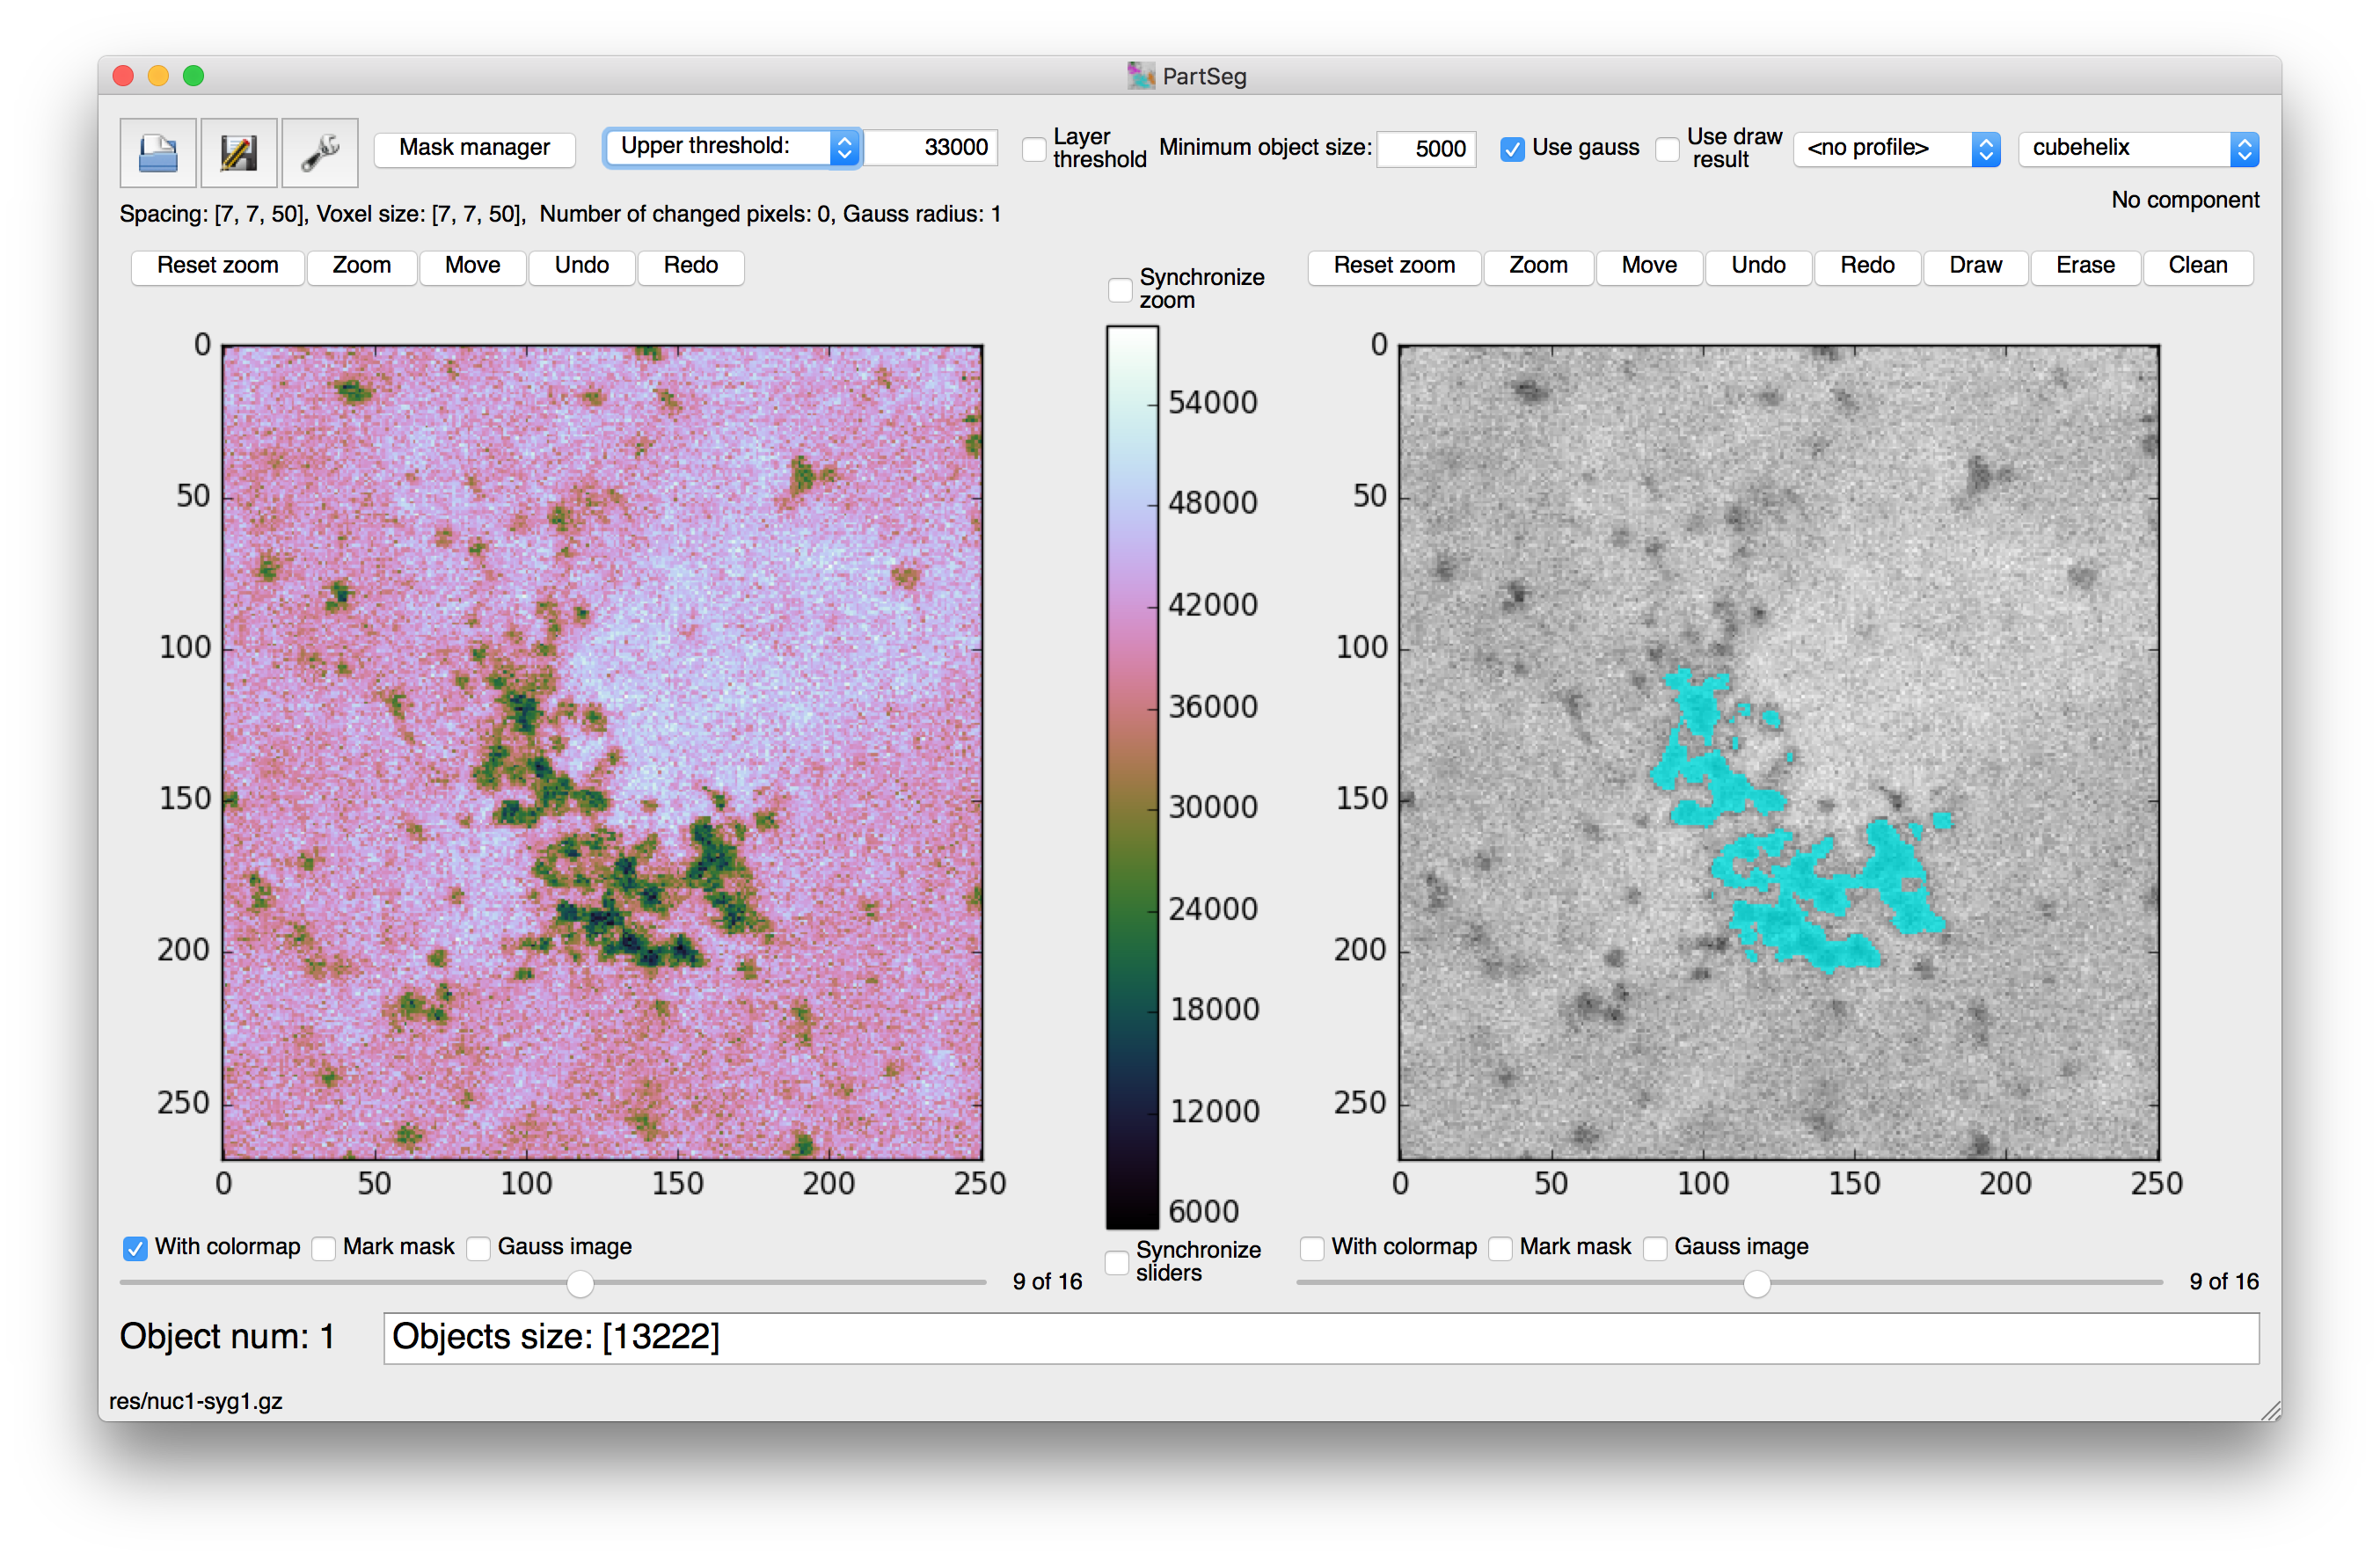 PartSeg
Mask manager
Upper threshold:
33000
Layer
threshold
Minimum object size:
5000
Use gauss
Use draw
result
<no profile>
cubehelix
No component
Spacing: [7, 7, 50], Voxel size: [7, 7, 50],  Number of changed pixels: 0, Gauss radius: 1
Reset zoom
Zoom
Move
Undo
Redo
Synchronize
zoom
Reset zoom
Zoom
Move
Undo
Redo
Draw
Erase
Clean
0
50
100
150
200
250
0
50
100
150
200
250
54000
48000
42000
36000
30000
24000
18000
12000
6000
0
50
100
150
200
250
0
50
100
150
200
250
With colormap
Mark mask
Gauss image
9 of 16
Synchronize
sliders
With colormap
Mark mask
Gauss image
9 of 16
Object num: 1
Objects size: [13222]
res/nuc1-syg1.gz